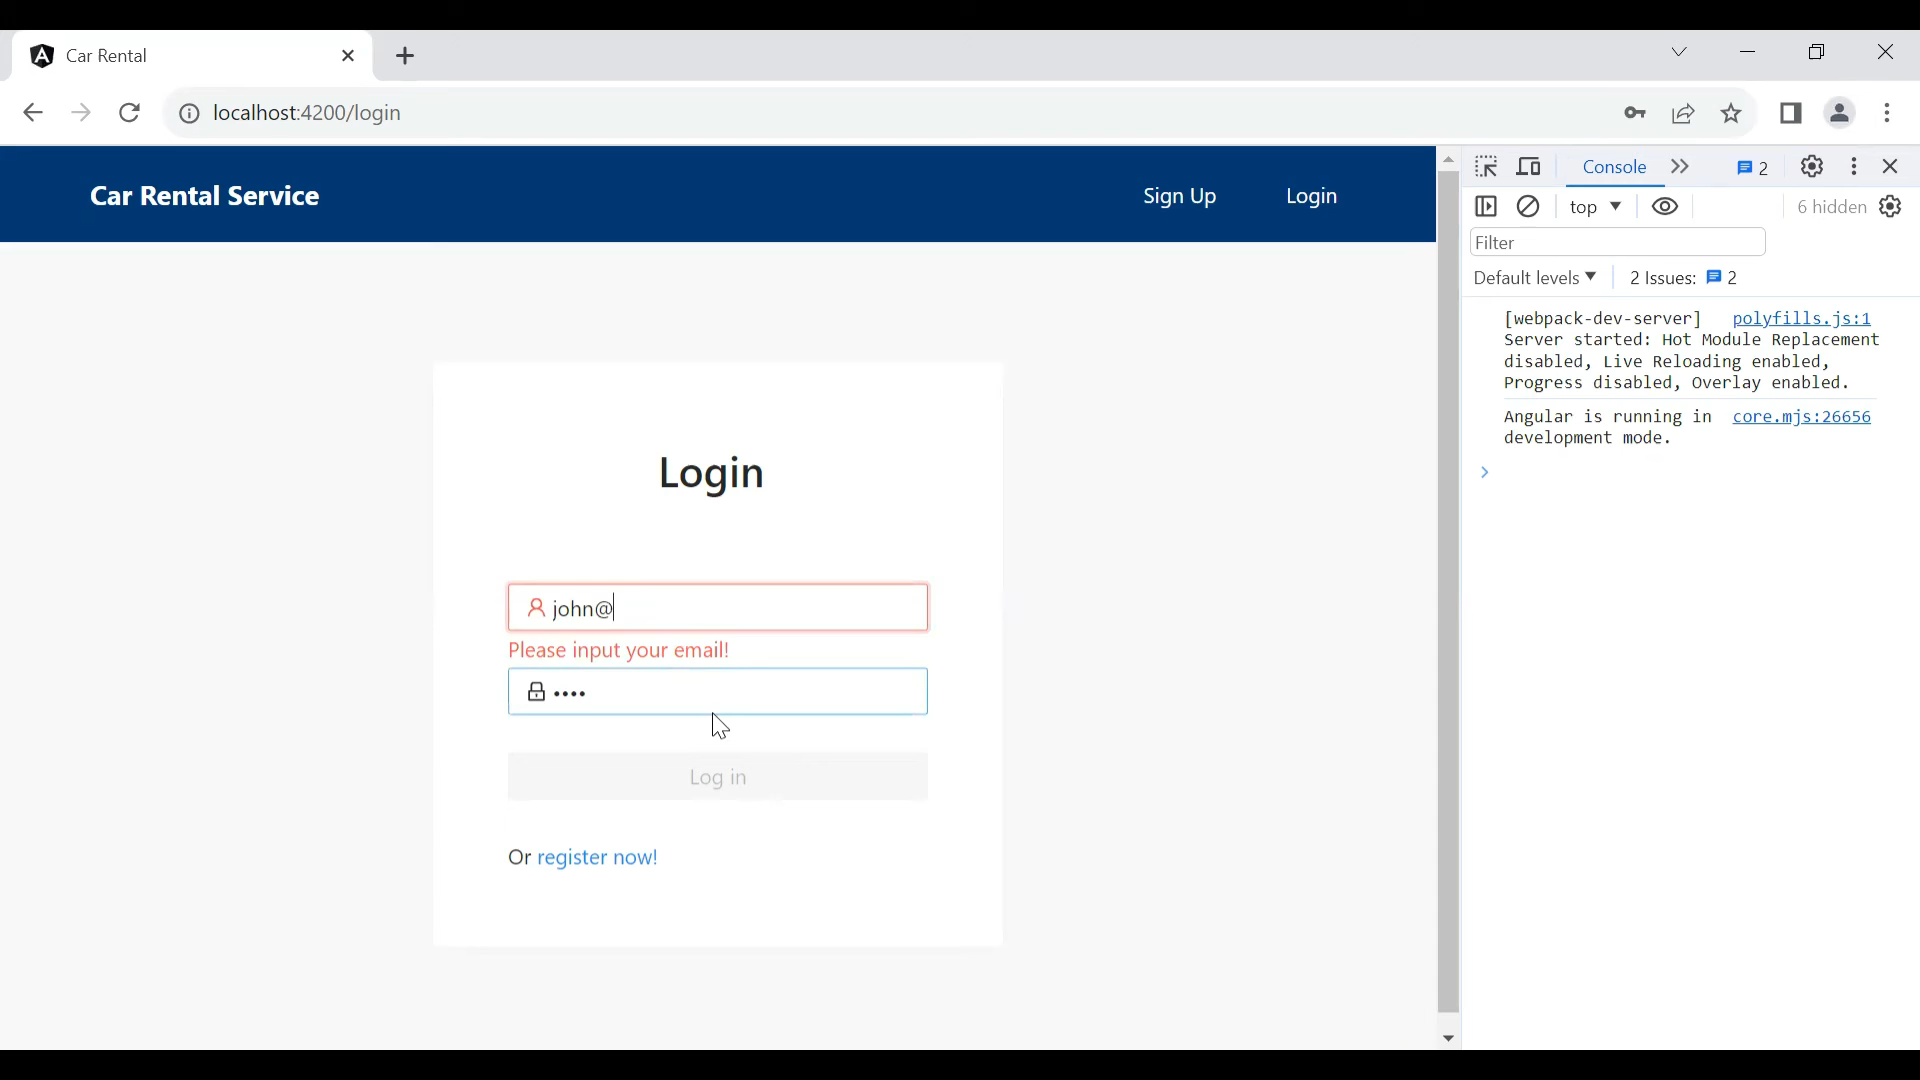 Car Rental
localhost:4200/login
Car Rental Service
Sign Up
Login
Login
john@
Please input your email!
••••
Log in
Or register now!
Console
2
top
6 hidden
Filter
Default levels
2 Issues: 2
[webpack-dev-server] polyfills.js:1
Server started: Hot Module Replacement
disabled, Live Reloading enabled,
Progress disabled, Overlay enabled.
Angular is running in core.mjs:26656
development mode.